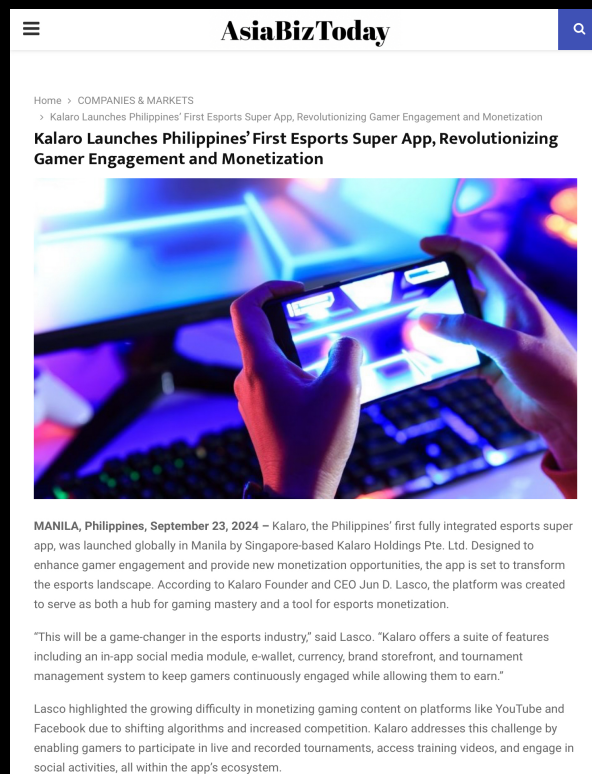 AsiaBizToday
Home > COMPANIES & MARKETS
> Kalaro Launches Philippines’ First Esports Super App, Revolutionizing Gamer Engagement and Monetization
Kalaro Launches Philippines’ First Esports Super App, Revolutionizing
Gamer Engagement and Monetization
MANILA, Philippines, September 23, 2024 – Kalaro, the Philippines’ first fully integrated esports super
app, was launched globally in Manila by Singapore-based Kalaro Holdings Pte. Ltd. Designed to
enhance gamer engagement and provide new monetization opportunities, the app is set to transform
the esports landscape. According to Kalaro Founder and CEO Jun D. Lasco, the platform was created
to serve as both a hub for gaming mastery and a tool for esports monetization.
“This will be a game-changer in the esports industry,” said Lasco. “Kalaro offers a suite of features
including an in-app social media module, e-wallet, currency, brand storefront, and tournament
management system to keep gamers continuously engaged while allowing them to earn.”
Lasco highlighted the growing difficulty in monetizing gaming content on platforms like YouTube and
Facebook due to shifting algorithms and increased competition. Kalaro addresses this challenge by
enabling gamers to participate in live and recorded tournaments, access training videos, and engage in
social activities, all within the app’s ecosystem.